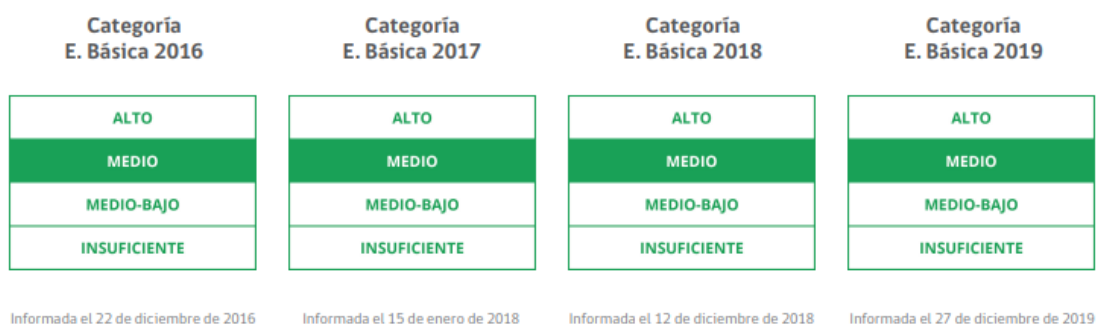 Categoría
E. Básica 2016
ALTO
MEDIO
MEDIO-BAJO
INSUFICIENTE
Informada el 22 de diciembre de 2016
Categoría
E. Básica 2017
ALTO
MEDIO
MEDIO-BAJO
INSUFICIENTE
Informada el 15 de enero de 2018
Categoría
E. Básica 2018
ALTO
MEDIO
MEDIO-BAJO
INSUFICIENTE
Informada el 12 de diciembre de 2018
Categoría
E. Básica 2019
ALTO
MEDIO
MEDIO-BAJO
INSUFICIENTE
Informada el 27 de diciembre de 2019